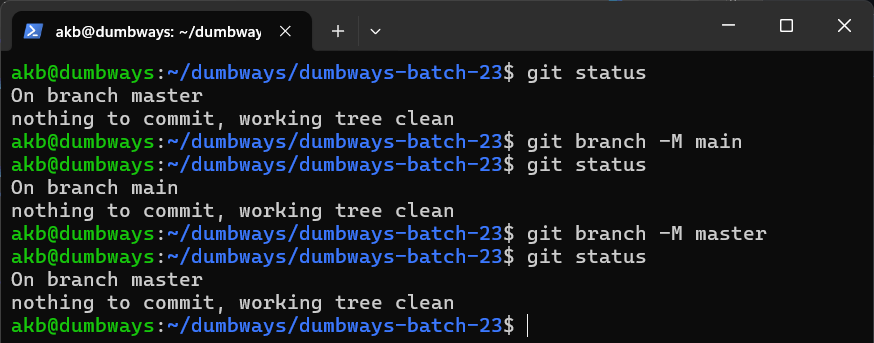 akb@dumbways: ~/dumbway
akb@dumbways:~/dumbways/dumbways-batch-23$ git status
On branch master
nothing to commit, working tree clean
akb@dumbways:~/dumbways/dumbways-batch-23$ git branch -M main
akb@dumbways:~/dumbways/dumbways-batch-23$ git status
On branch main
nothing to commit, working tree clean
akb@dumbways:~/dumbways/dumbways-batch-23$ git branch -M master
akb@dumbways:~/dumbways/dumbways-batch-23$ git status
On branch master
nothing to commit, working tree clean
akb@dumbways:~/dumbways/dumbways-batch-23$